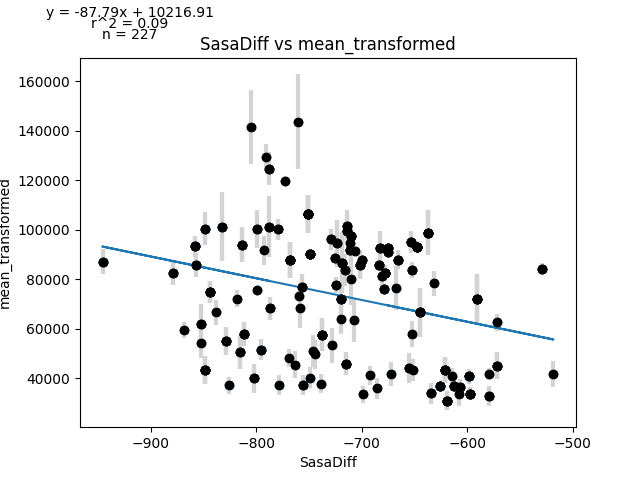 y = -87.79x + 10216.91
r^2 = 0.09
n = 227
SasaDiff vs mean_transformed
160000
140000
120000
100000
80000
60000
40000
mean_transformed
−900
−800
−700
−600
−500
SasaDiff